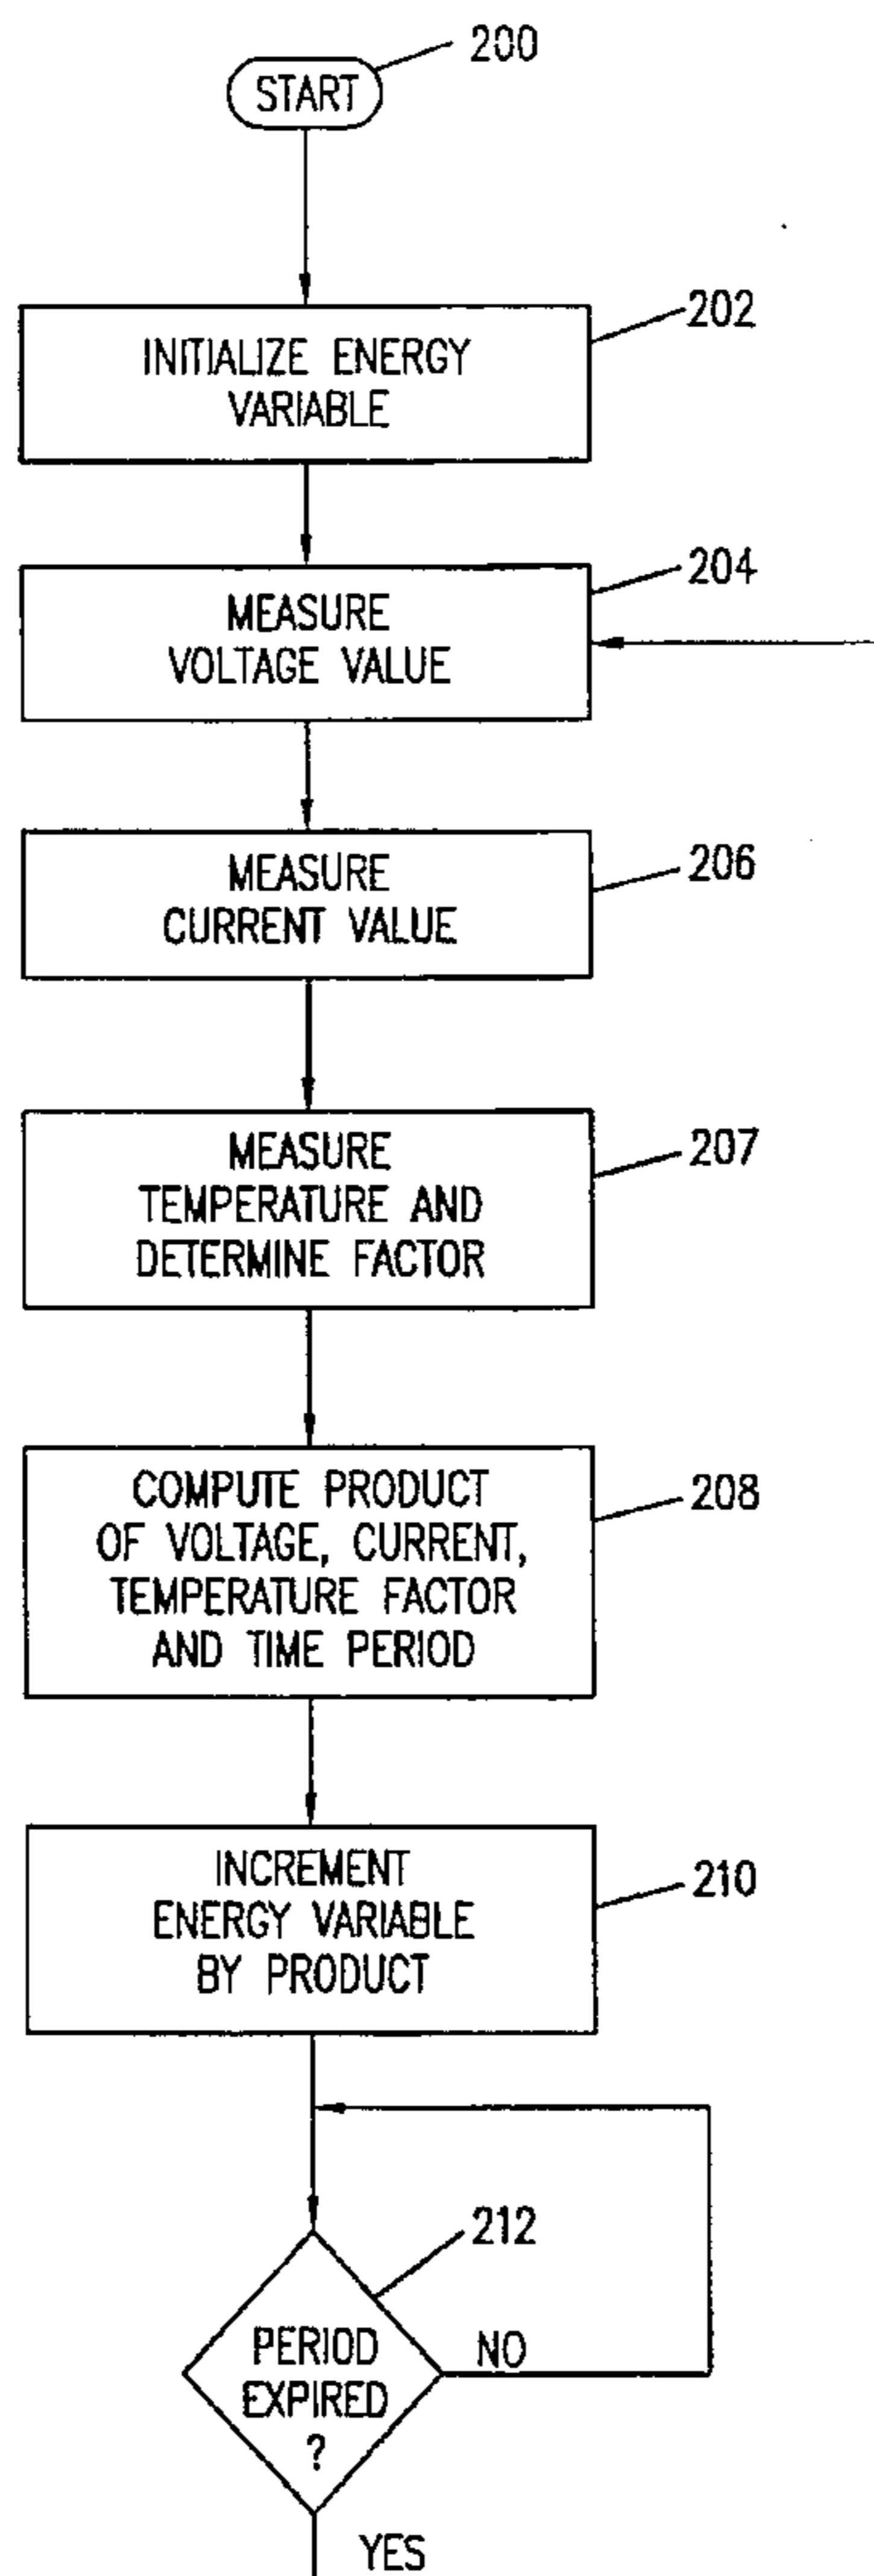 200
START
202
INITIALIZE ENERGY
VARIABLE
204
MEASURE
VOLTAGE VALUE
206
MEASURE
CURRENT VALUE
207
MEASURE
TEMPERATURE AND
DETERMINE FACTOR
208
COMPUTE PRODUCT
OF VOLTAGE, CURRENT,
TEMPERATURE FACTOR
AND TIME PERIOD
210
INCREMENT
ENERGY VARIABLE
BY PRODUCT
212
PERIOD
EXPIRED
?
NO
YES